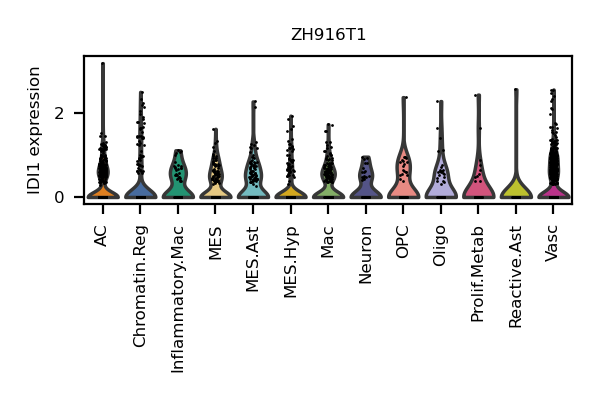 ZH916T1
IDI1 expression
2
0
AC
Chromatin.Reg
Inflammatory.Mac
MES
MES.Ast
MES.Hyp
Mac
Neuron
OPC
Oligo
Prolif.Metab
Reactive.Ast
Vasc